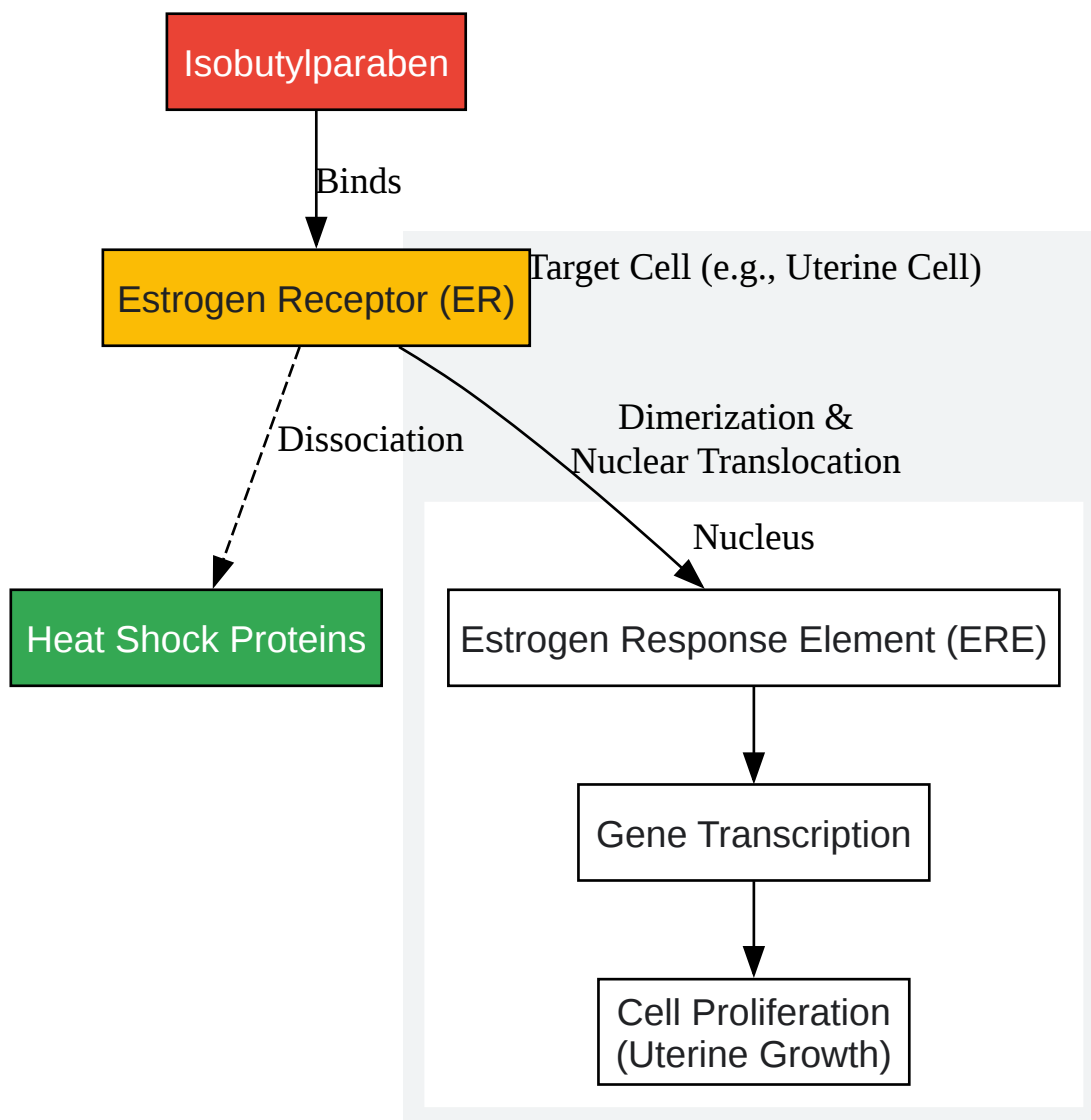 Isobutylparaben
Binds
Target Cell (e.g., Uterine Cell)
Estrogen Receptor (ER)
Dimerization &
Nuclear Translocation
Dissociation
Nucleus
Heat Shock Proteins
Estrogen Response Element (ERE)
Gene Transcription
Cell Proliferation
(Uterine Growth)